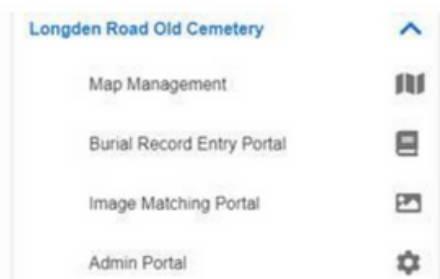 Longden Road Old Cemetery
Map Management
Burial Record Entry Portal
Image Matching Portal
Admin Portal